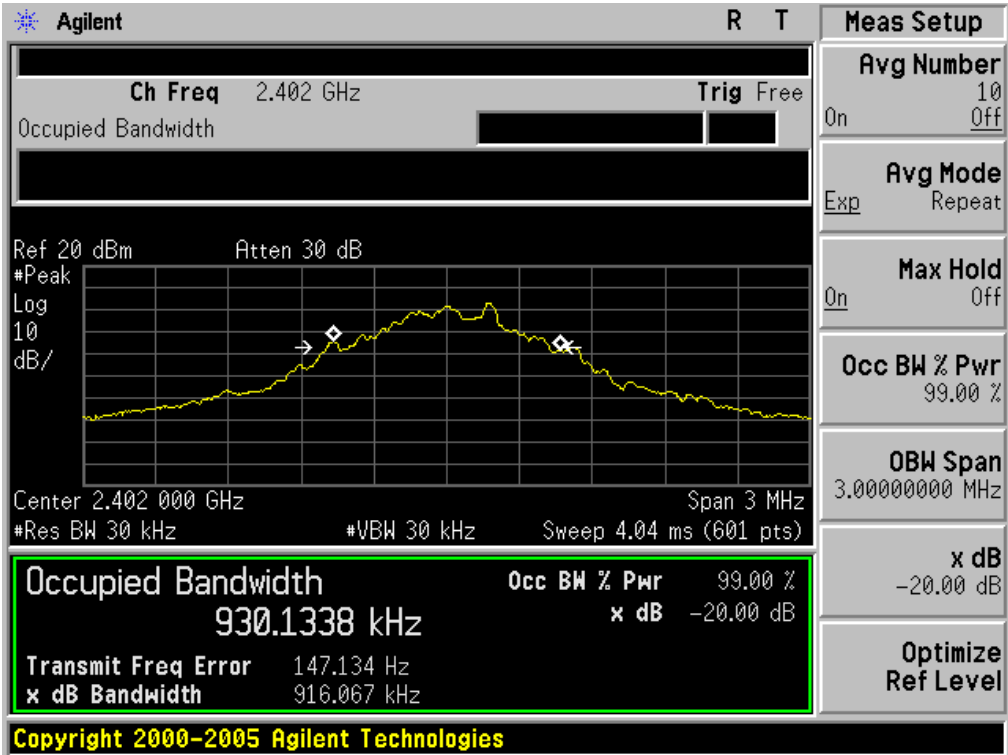 Agilent R T
Ch Freq 2.402 GHz Trig Free
Occupied Bandwidth
Ref 20 dBm Atten 30 dB
#Peak
Log
10
dB/
Center 2.402 000 GHz Span 3 MHz
#Res BW 30 kHz #VBW 30 kHz Sweep 4.04 ms (601 pts)
Occupied Bandwidth Occ BW % Pwr 99.00 %
930.1338 kHz x dB -20.00 dB
Transmit Freq Error 147.134 Hz
x dB Bandwidth 916.067 kHz
Copyright 2000-2005 Agilent Technologies
Meas Setup
Avg Number
10
On Off
Avg Mode
Exp Repeat
Max Hold
On Off
Occ BW % Pwr
99.00 %
OBW Span
3.00000000 MHz
x dB
-20.00 dB
Optimize
Ref Level